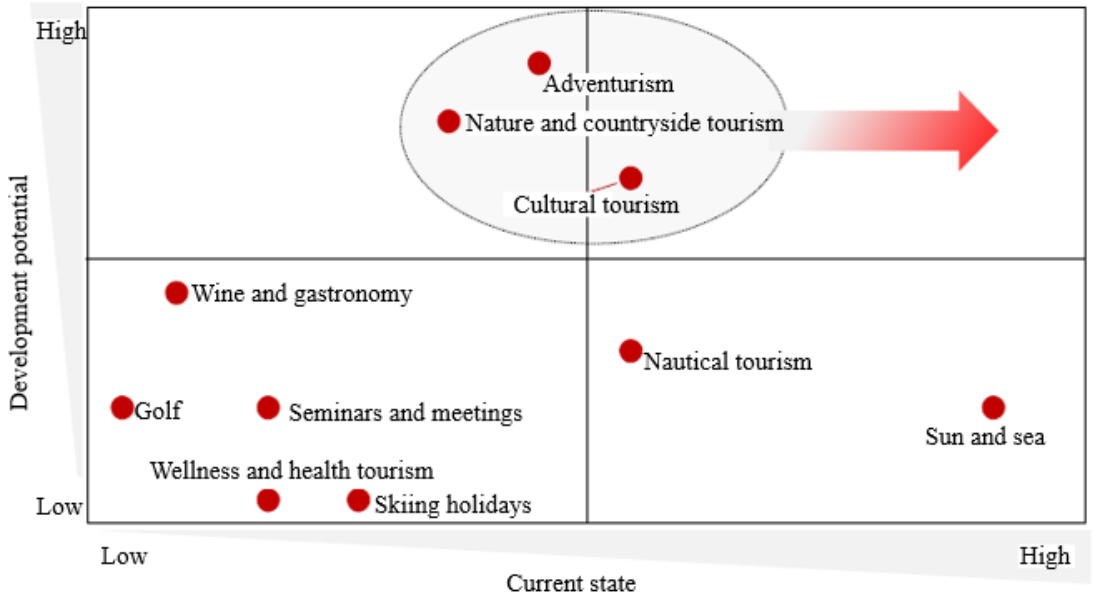 High
Adventurism
Nature and countryside tourism
Cultural tourism
Development potential
Wine and gastronomy
Nautical tourism
Golf
Seminars and meetings
Sun and sea
Wellness and health tourism
Skiing holidays
Low
Low
High
Current state